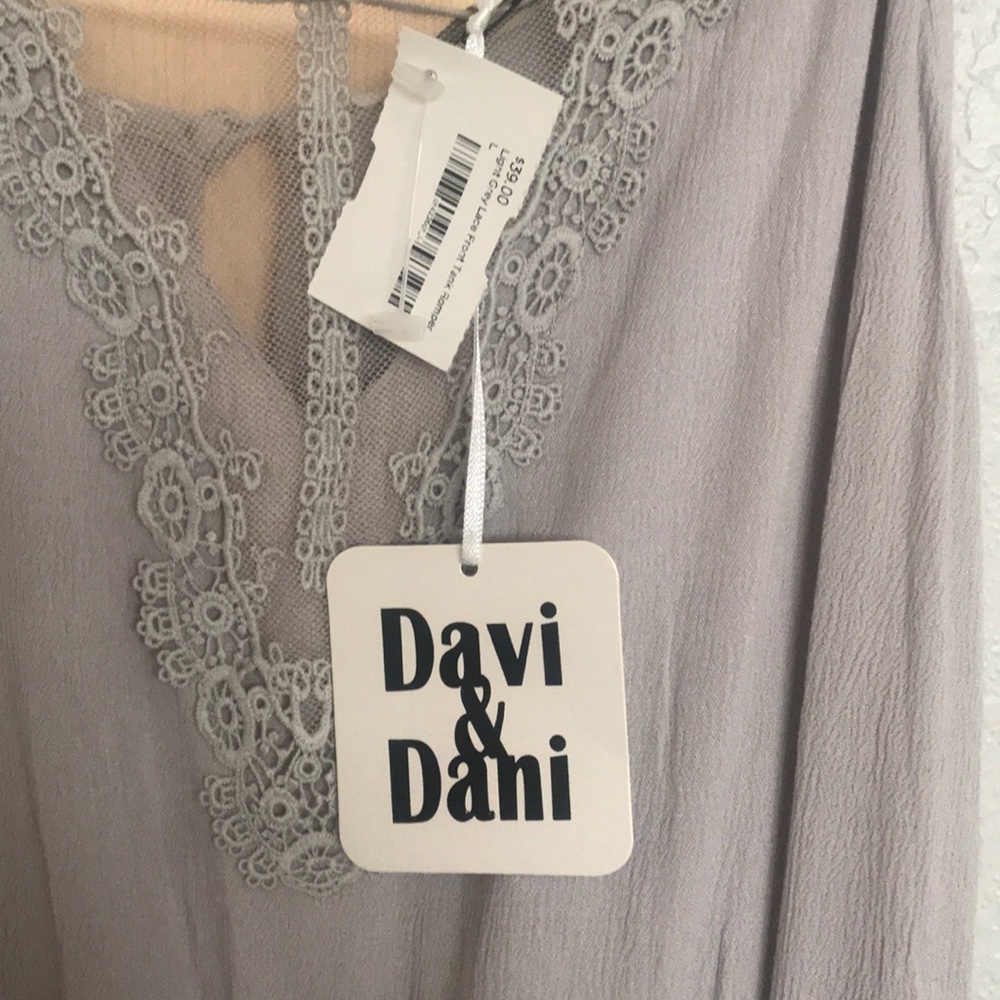 $39.00
Light Grey Lace Front Tank Romper
L
Davi
&
Dani